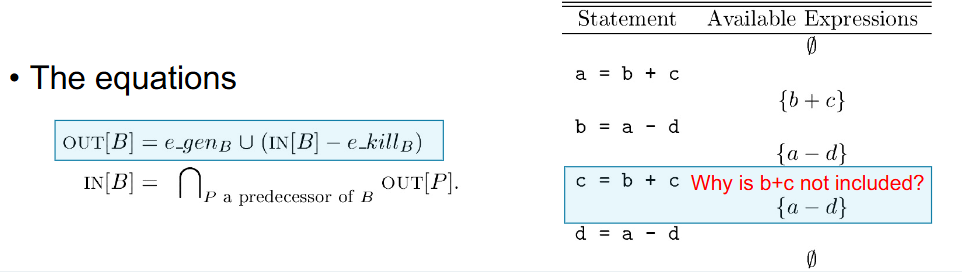 • The equations
OUT[B] = e_gen_B ∪ (IN[B] − e_kill_B)
IN[B] = ⋂_P a predecessor of B OUT[P].
Statement Available Expressions
∅
a = b + c
{b + c}
b = a - d
{a − d}
c = b + c Why is b+c not included?
{a − d}
d = a - d
∅